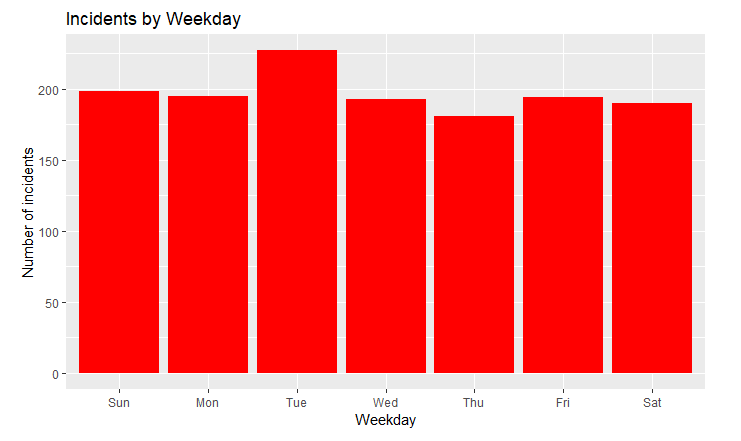 Incidents by Weekday
Number of incidents
200
150
100
50
0
Sun Mon Tue Wed Thu Fri Sat
Weekday